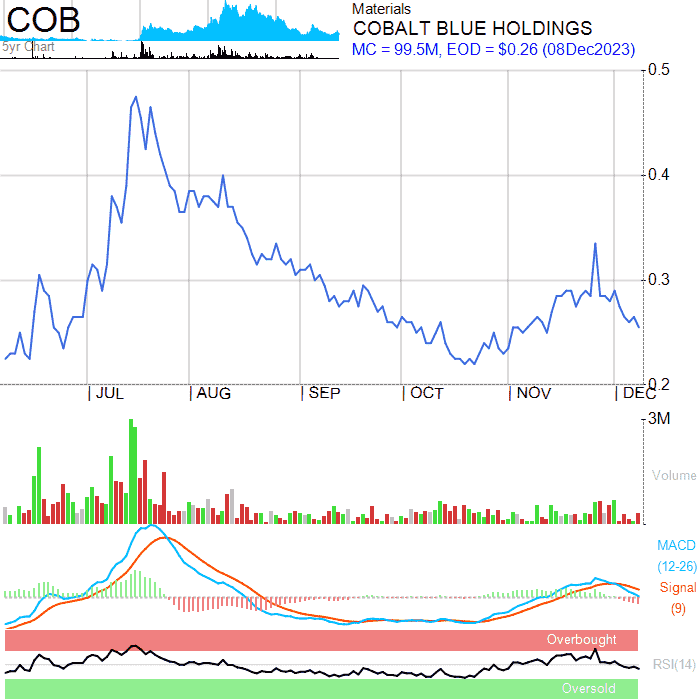 COB
5yr Chart
Materials
COBALT BLUE HOLDINGS
MC = 99.5M, EOD = $0.26 (08Dec2023)
0.5
0.4
0.3
0.2
JUL AUG SEP OCT NOV DEC
3M
Volume
MACD
(12-26)
Signal
(9)
Overbought
RSI(14)
Oversold